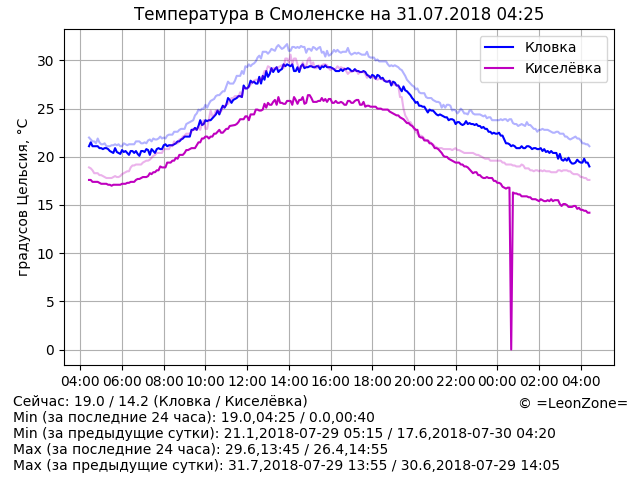 Температура в Смоленске на 31.07.2018 04:25
градусов Цельсия, °C
30
25
20
15
10
5
0
Кловка
Киселёвка
04:00 06:00 08:00 10:00 12:00 14:00 16:00 18:00 20:00 22:00 00:00 02:00 04:00
© =LeonZone=
Сейчас: 19.0 / 14.2 (Кловка / Киселёвка)
Min (за последние 24 часа): 19.0,04:25 / 0.0,00:40
Min (за предыдущие сутки): 21.1,2018-07-29 05:15 / 17.6,2018-07-30 04:20
Max (за последние 24 часа): 29.6,13:45 / 26.4,14:55
Max (за предыдущие сутки): 31.7,2018-07-29 13:55 / 30.6,2018-07-29 14:05